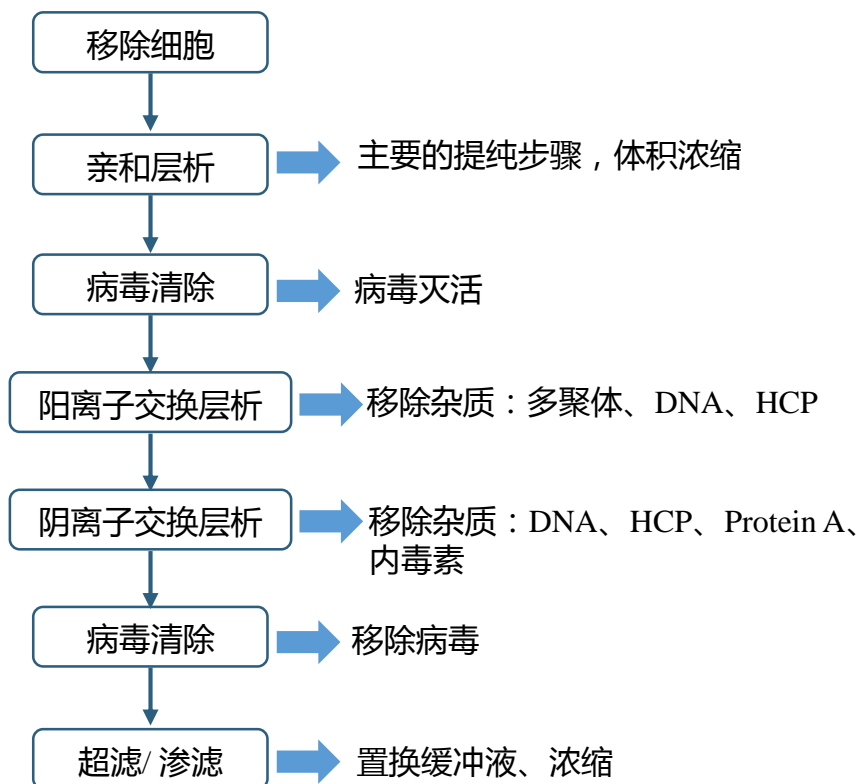 移除细胞
亲和层析
主要的提纯步骤，体积浓缩
病毒清除
病毒灭活
阳离子交换层析
移除杂质：多聚体、DNA、HCP
阴离子交换层析
移除杂质：DNA、HCP、Protein A、
内毒素
病毒清除
移除病毒
超滤/ 渗滤
置换缓冲液、浓缩